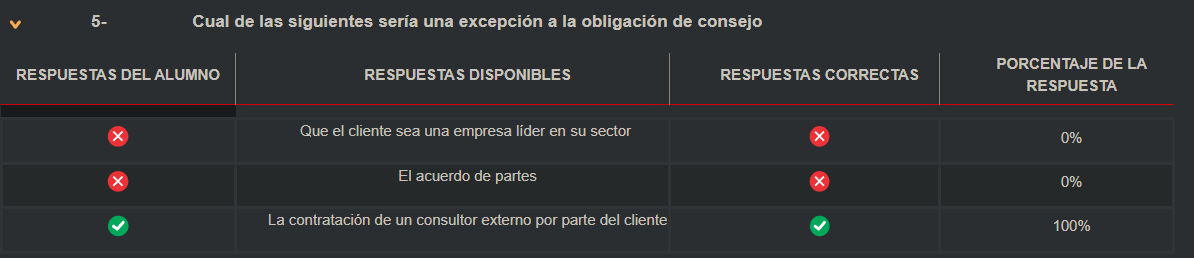 5- Cual de las siguientes sería una excepción a la obligación de consejo
RESPUESTAS DEL ALUMNO RESPUESTAS DISPONIBLES RESPUESTAS CORRECTAS PORCENTAJE DE LA RESPUESTA
Que el cliente sea una empresa líder en su sector 0%
El acuerdo de partes 0%
La contratación de un consultor externo por parte del cliente 100%